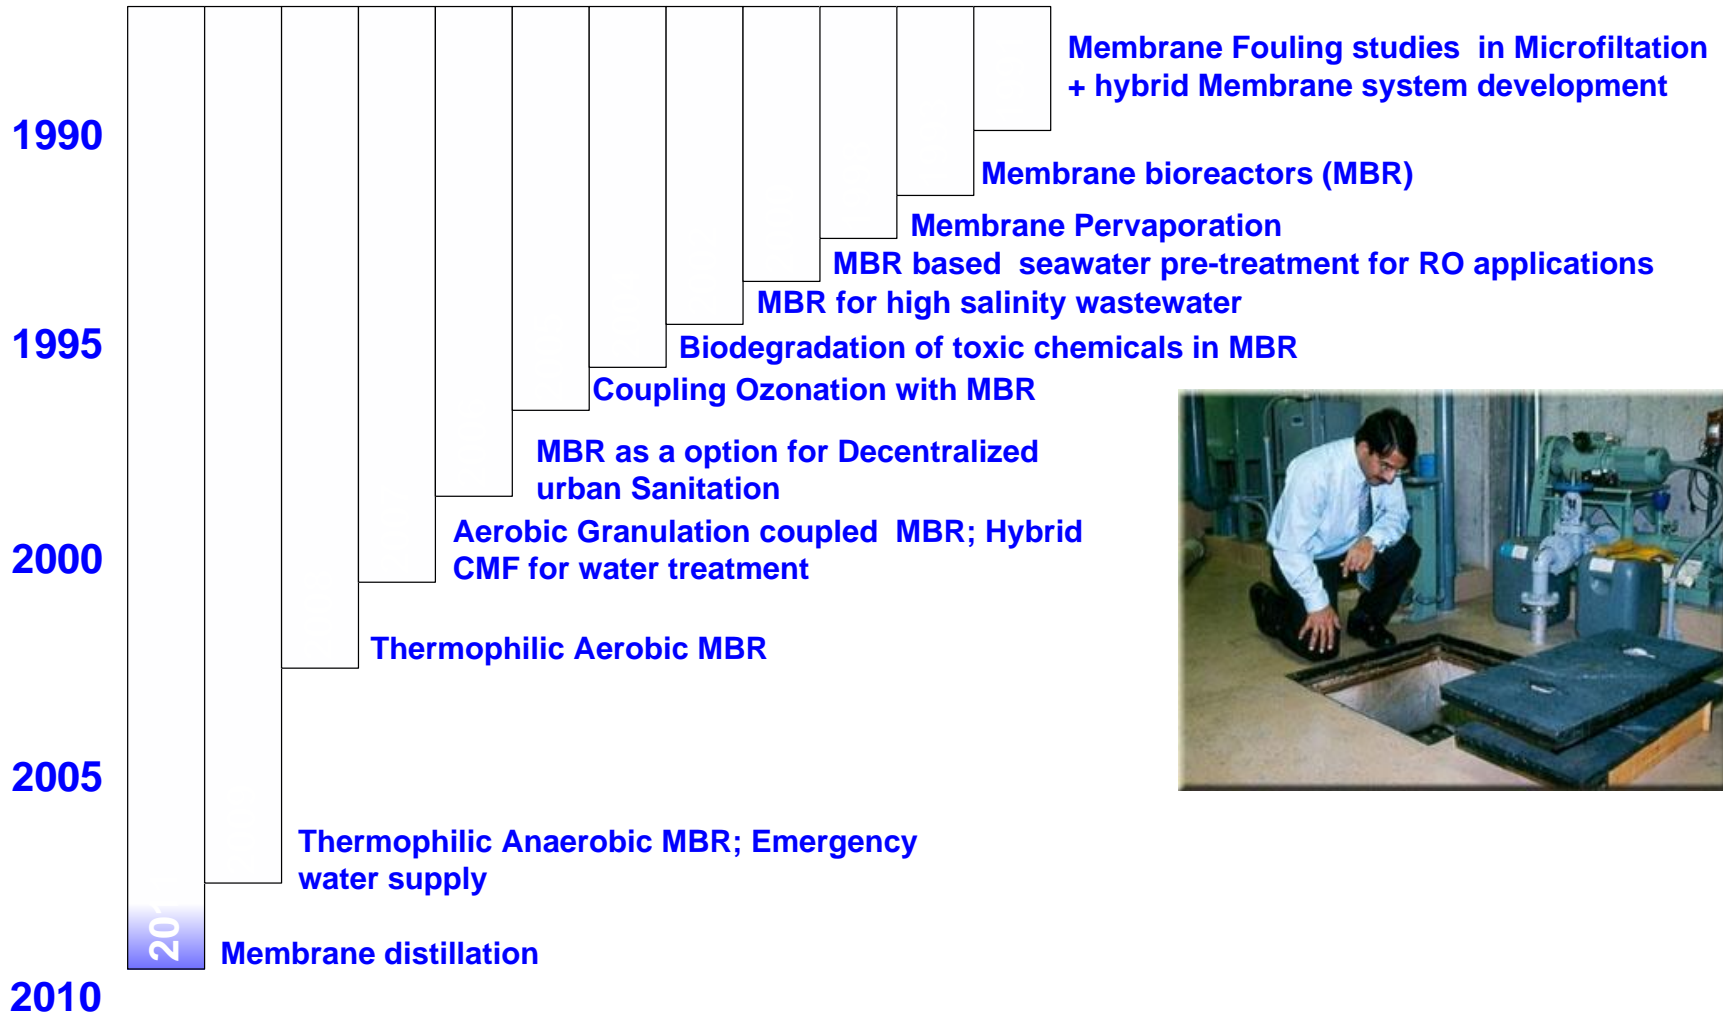 Membrane Fouling studies in Microfiltation
+ hybrid Membrane system development
1990
Membrane bioreactors (MBR)
Membrane Pervaporation
MBR based seawater pre-treatment for RO applications
MBR for high salinity wastewater
1995
Biodegradation of toxic chemicals in MBR
Coupling Ozonation with MBR
MBR as a option for Decentralized
urban Sanitation
Aerobic Granulation coupled MBR; Hybrid
CMF for water treatment
2000
Thermophilic Aerobic MBR
2005
Thermophilic Anaerobic MBR; Emergency
water supply
Membrane distillation
2010